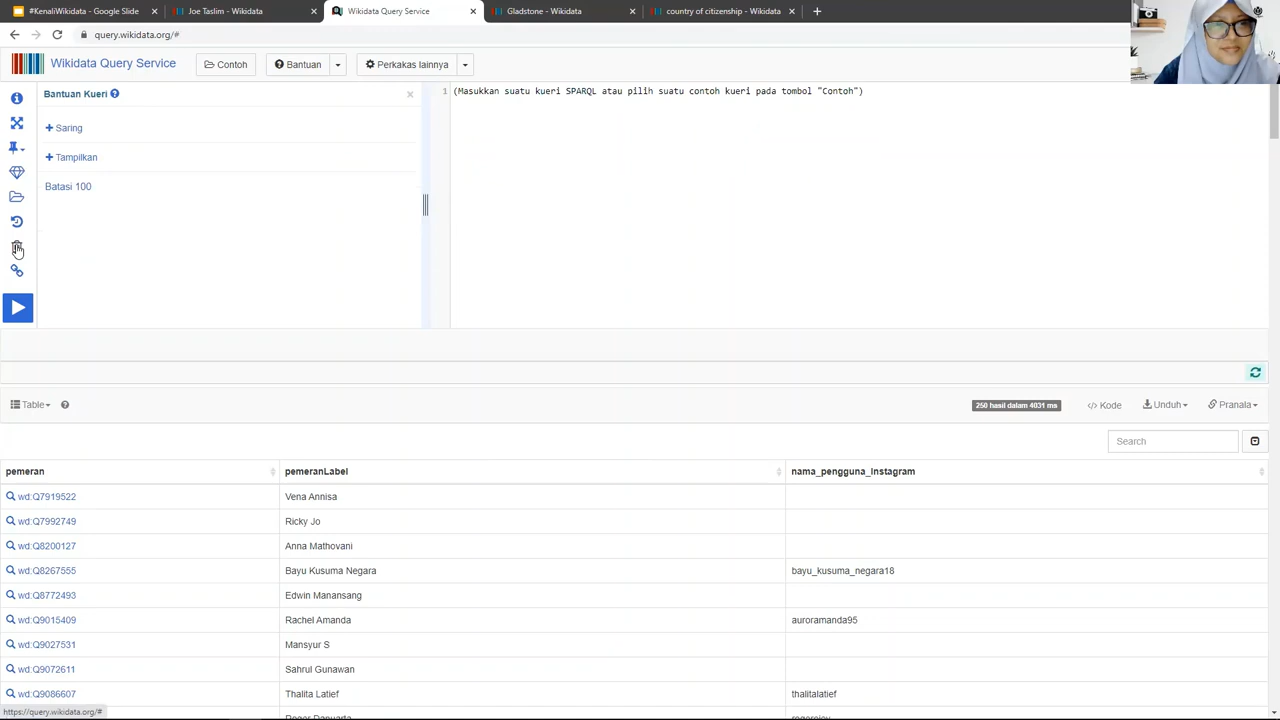 #KenaliWikidata - Google Slide
Joe Taslim - Wikidata
Wikidata Query Service
Gladstone - Wikidata
country of citizenship - Wikidata
query.wikidata.org/#
Wikidata Query Service
Contoh
Bantuan
Perkakas lainnya
Bantuan Kueri
Saring
Tampilkan
Batasi 100
1 (Masukkan suatu kueri SPARQL atau pilih suatu contoh kueri pada tombol "Contoh")
Table
250 hasil dalam 4031 ms
</> Kode
Unduh
Pranala
Search
pemeran pemeranLabel nama_pengguna_Instagram
wd:Q7919522 Vena Annisa
wd:Q7992749 Ricky Jo
wd:Q8200127 Anna Mathovani
wd:Q8267555 Bayu Kusuma Negara bayu_kusuma_negara18
wd:Q8772493 Edwin Manansang
wd:Q9015409 Rachel Amanda auroramanda95
wd:Q9027531 Mansyur S
wd:Q9072611 Sahrul Gunawan
wd:Q9086607 Thalita Latief thalitalatief
https://query.wikidata.org/#